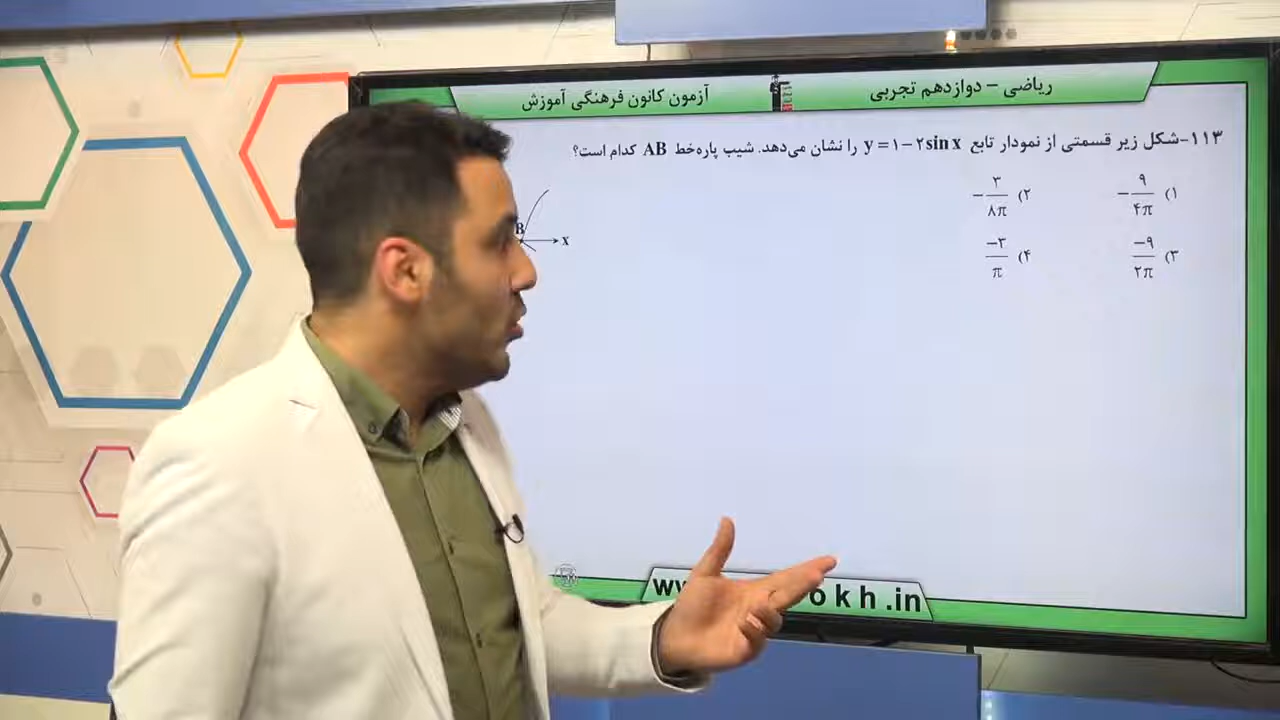 ریاضی – دوازدهم تجربی
آزمون کانون فرهنگی آموزش
۱۱۳-شکل زیر قسمتی از نمودار تابع y = ۱ − ۲sin x را نشان می‌دهد. شیب پاره‌خط AB کدام است؟
۱) −۹/۴π
۲) −۳/۸π
۳) −۹/۲π
۴) −۳/π
B
x
okh.in